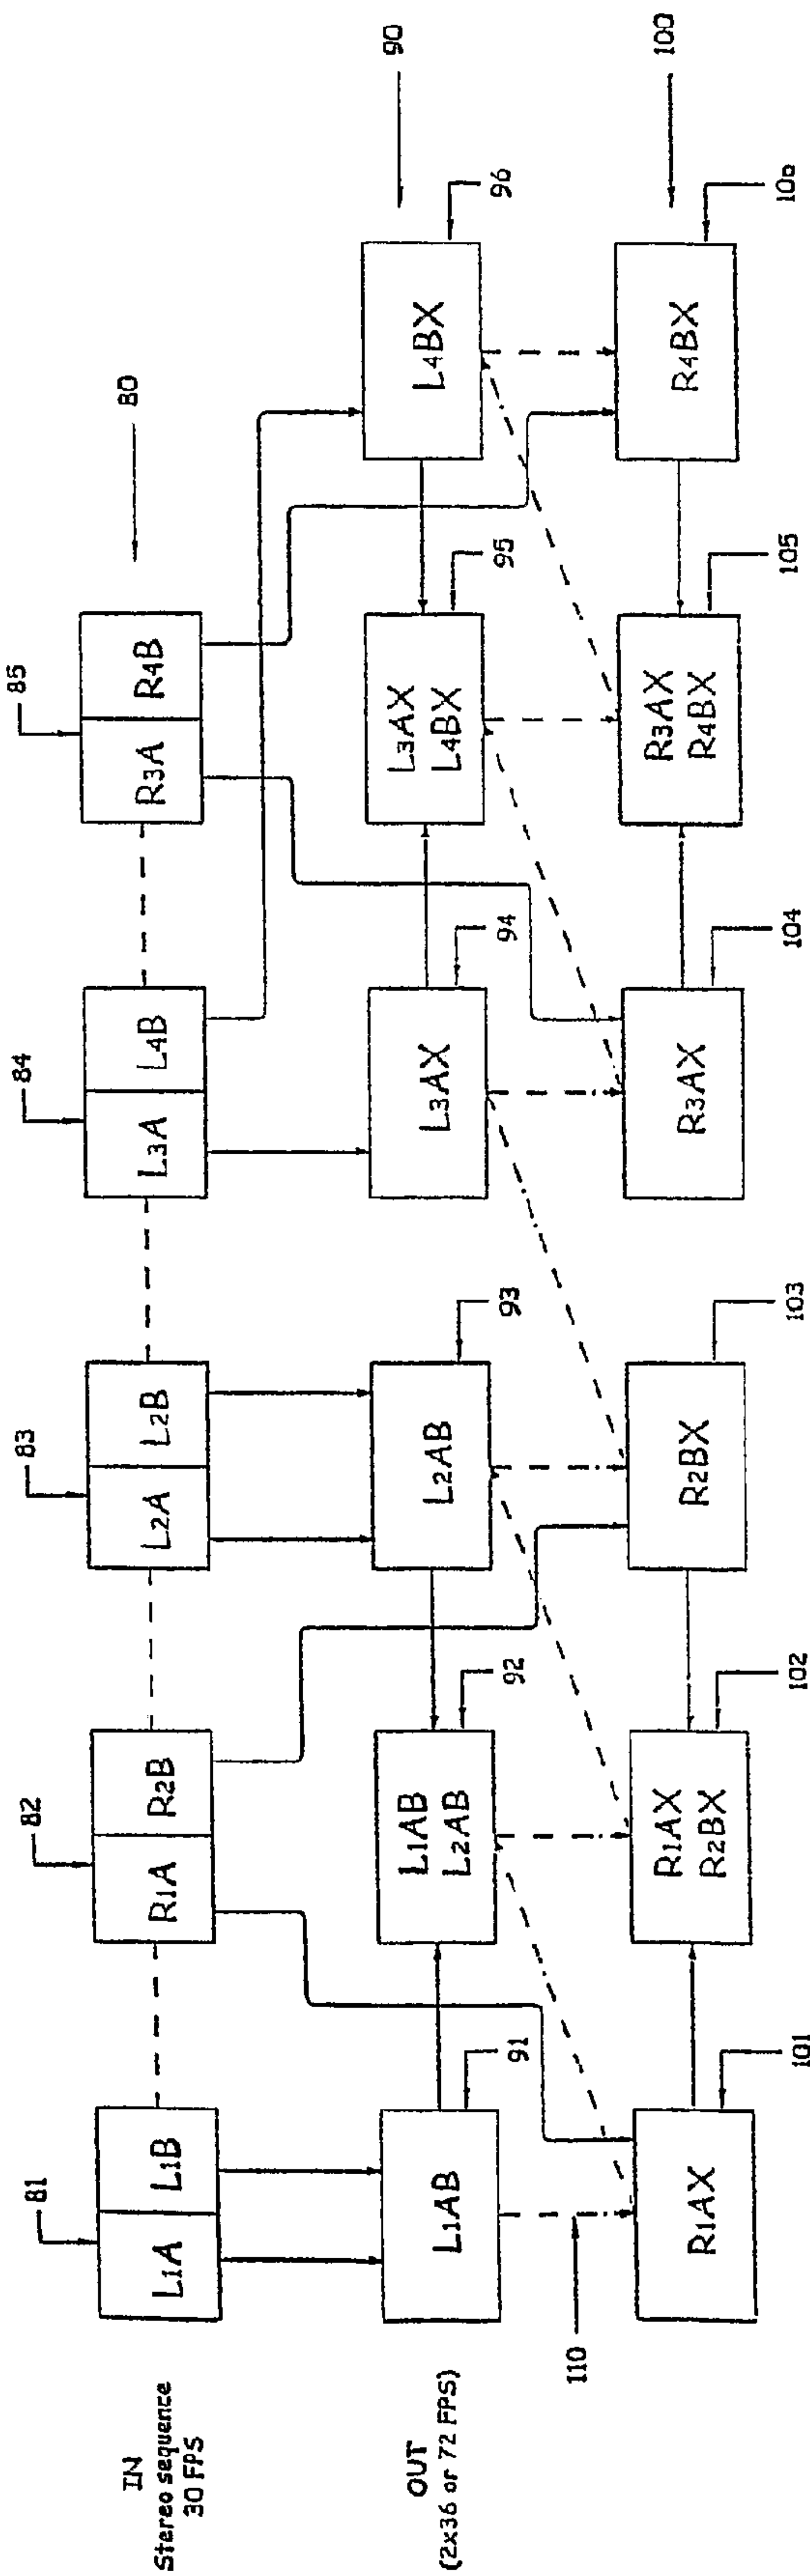 IN
Stereo sequence
30 FPS
81
82
83
84
85
80
L1A L1B
R1A R2B
L2A L2B
L3A L4B
R3A R4B
OUT
(2x36 or 72 FPS)
90
L1AB
L1AB
L2AB
L2AB
L3AX
L3AX
L4BX
L4BX
91
92
93
94
95
96
110
100
R1AX
R1AX
R2BX
R2BX
R3AX
R3AX
R4BX
R4BX
101
102
103
104
105
106